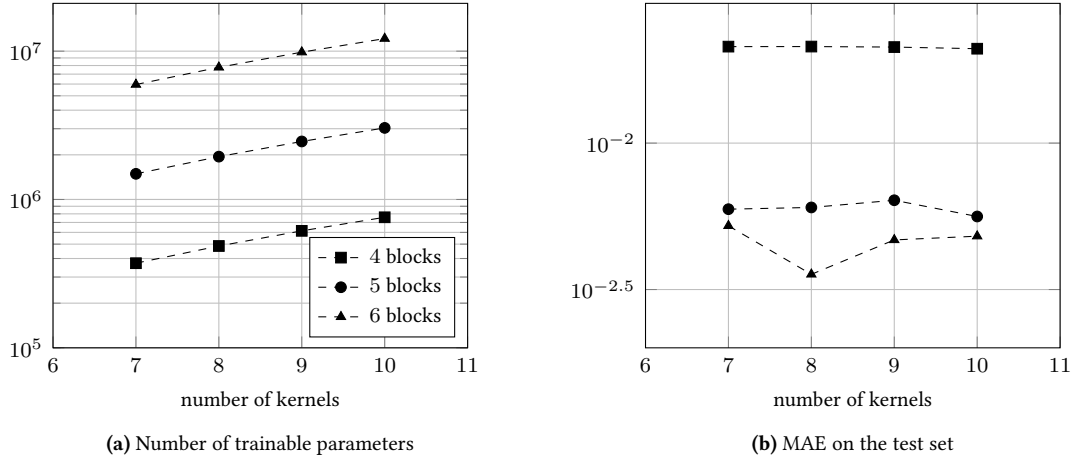 10^7
10^6
10^5
6 7 8 9 10 11
number of kernels
4 blocks
5 blocks
6 blocks
(a) Number of trainable parameters
10^−2
10^−2.5
6 7 8 9 10 11
number of kernels
(b) MAE on the test set